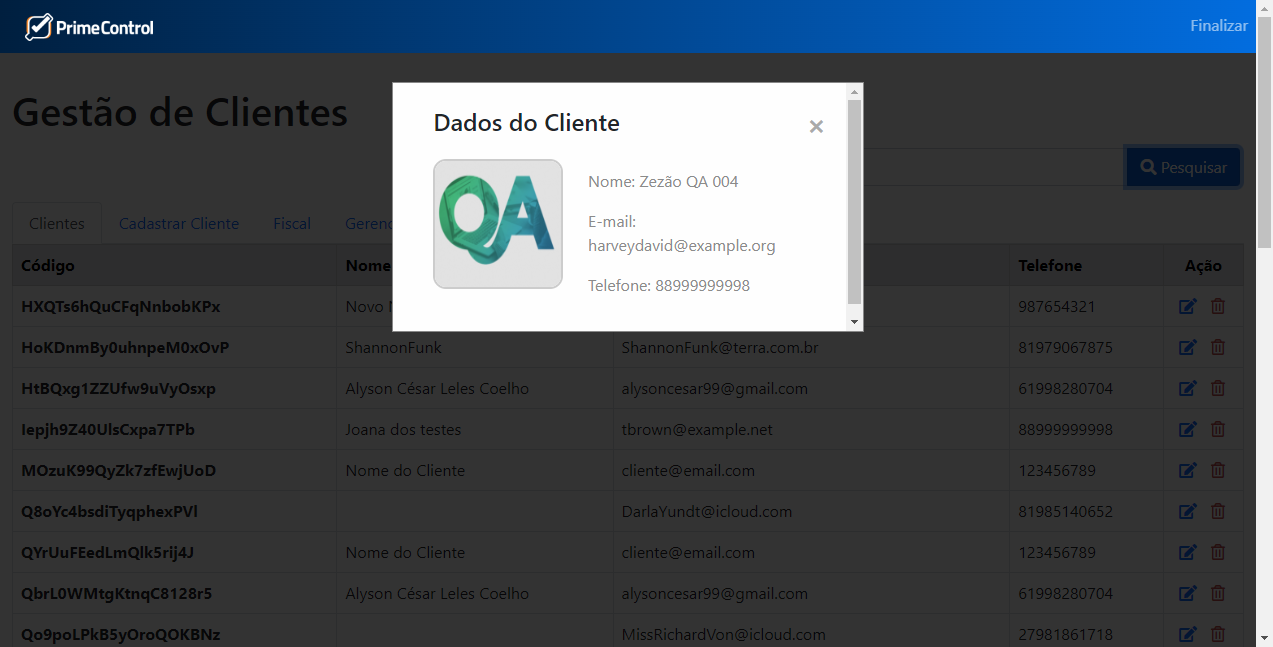 PrimeControl
Finalizar
Gestão de Clientes
Pesquisar
Clientes Cadastrar Cliente Fiscal
Dados do Cliente
QA
Nome: Zezão QA 004
E-mail:
harveydavid@example.org
Telefone: 88999999998
Código Nome Telefone Ação
HXQTs6hQuCFqNnbobKPx Novo 987654321
HoKDnmBy0uhnpeM0xOvP ShannonFunk ShannonFunk@terra.com.br 81979067875
HtBQxg1ZZUfw9uVyOsxp Alyson César Leles Coelho alysoncesar99@gmail.com 61998280704
Iepjh9Z40UlsCxpa7TPb Joana dos testes tbrown@example.net 88999999998
MOzuK99QyZk7zfEwjUoD Nome do Cliente cliente@email.com 123456789
Q8oYc4bsdiTyqphexPVl DarlaYundt@icloud.com 81985140652
QYrUuFEedLmQlk5rij4J Nome do Cliente cliente@email.com 123456789
QbrL0WMtgKtnqC8128r5 Alyson César Leles Coelho alysoncesar99@gmail.com 61998280704
Qo9poLPkB5yOroQOKBNz MissRichardVon@icloud.com 27981861718